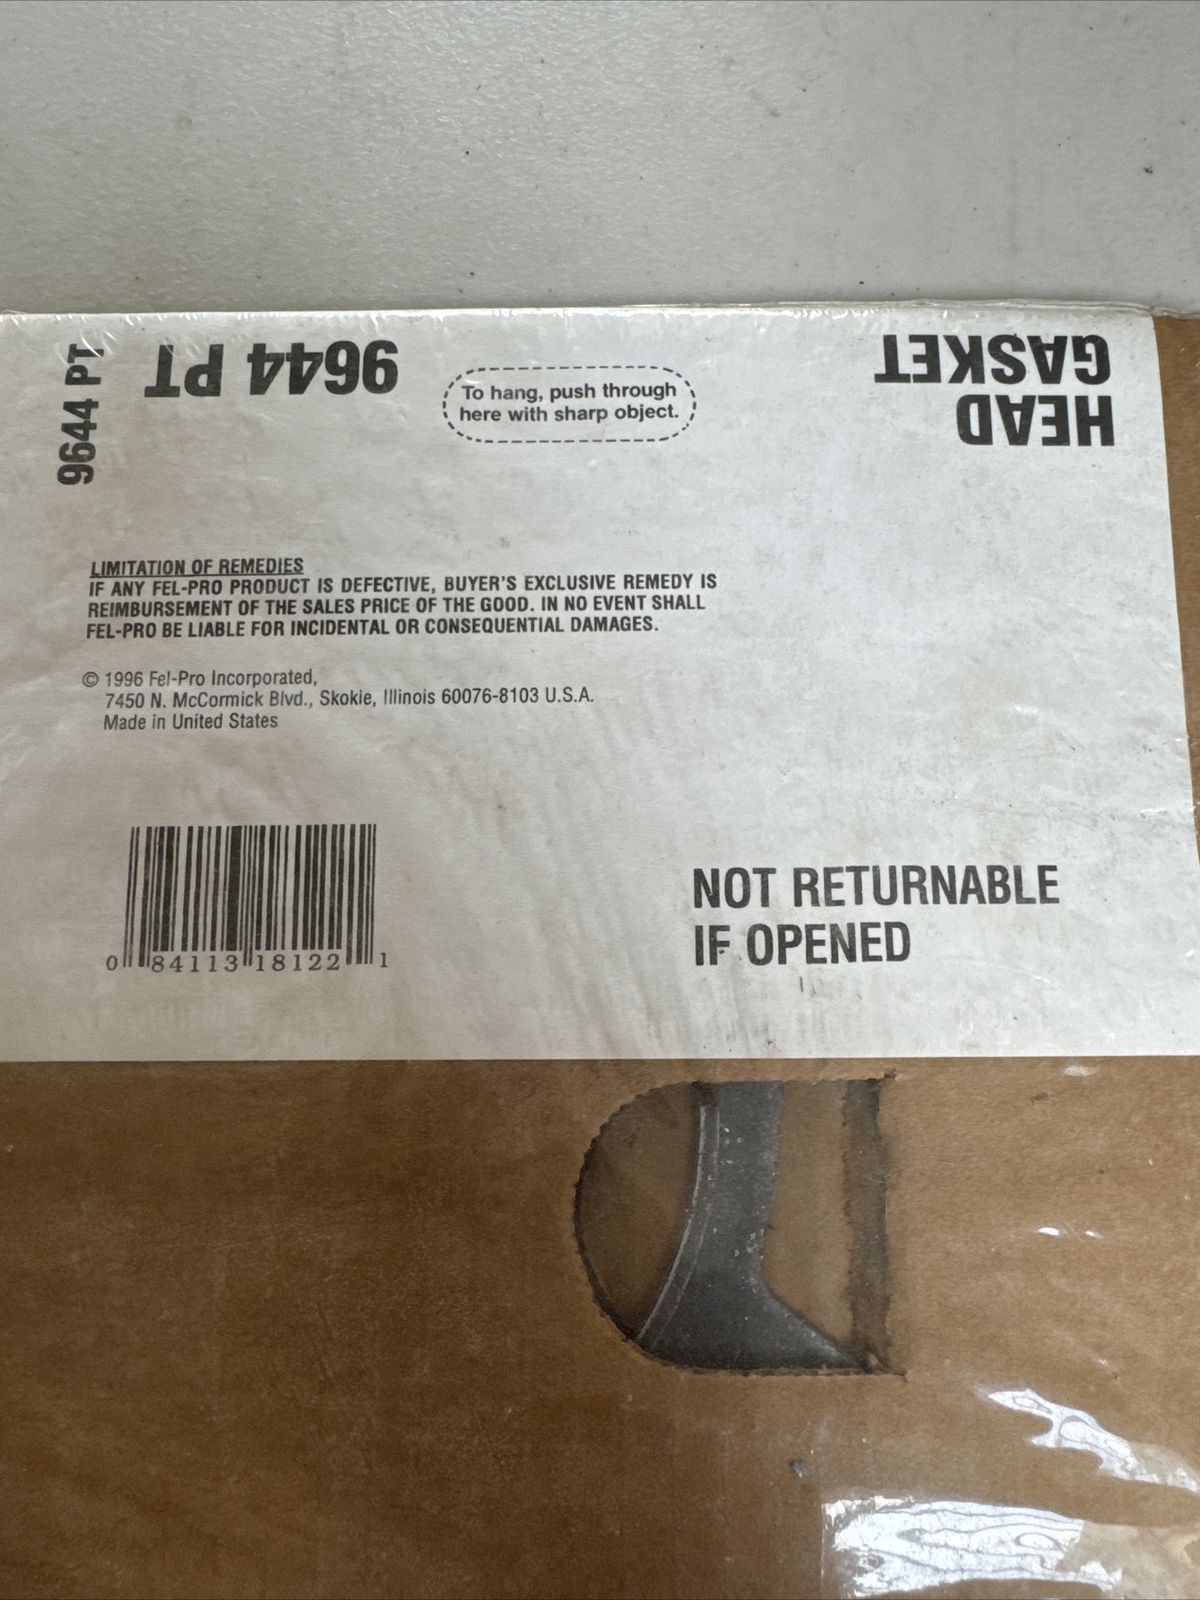 9644 PT
9644 PT
To hang, push through
here with sharp object.
HEAD
GASKET
LIMITATION OF REMEDIES
IF ANY FEL-PRO PRODUCT IS DEFECTIVE, BUYER'S EXCLUSIVE REMEDY IS
REIMBURSEMENT OF THE SALES PRICE OF THE GOOD. IN NO EVENT SHALL
FEL-PRO BE LIABLE FOR INCIDENTAL OR CONSEQUENTIAL DAMAGES.
© 1996 Fel-Pro Incorporated,
7450 N. McCormick Blvd., Skokie, Illinois 60076-8103 U.S.A.
Made in United States
0 84113 18122 1
NOT RETURNABLE
IF OPENED